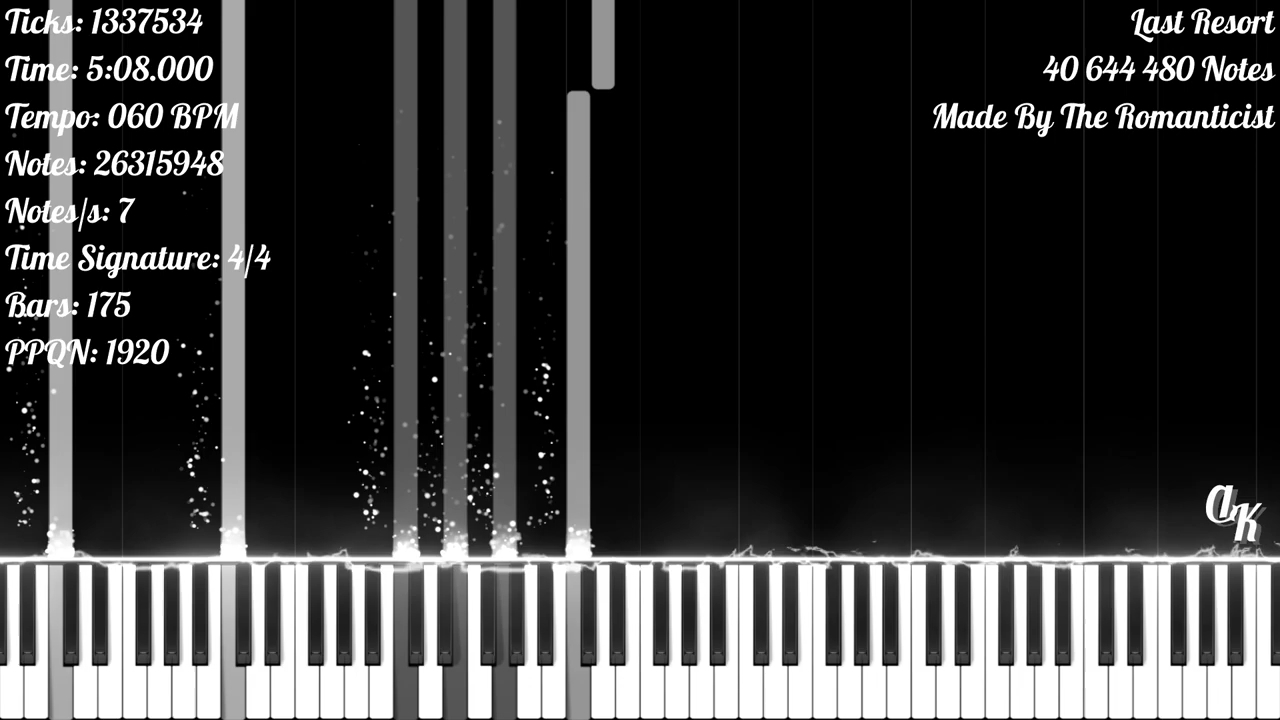 Ticks: 1337534
Time: 5:08.000
Tempo: 060 BPM
Notes: 26315948
Notes/s: 7
Time Signature: 4/4
Bars: 175
PPQN: 1920
Last Resort
40 644 480 Notes
Made By The Romanticist
aK